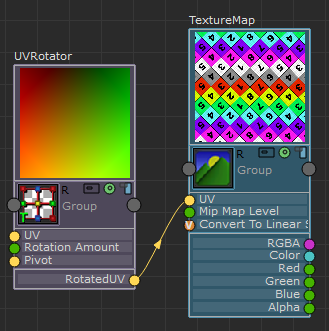 TextureMap
UVRotator
R
Group
R
Group
UV
Rotation Amount
Pivot
RotatedUV
UV
Mip Map Level
Convert To Linear S
RGBA
Color
Red
Green
Blue
Alpha